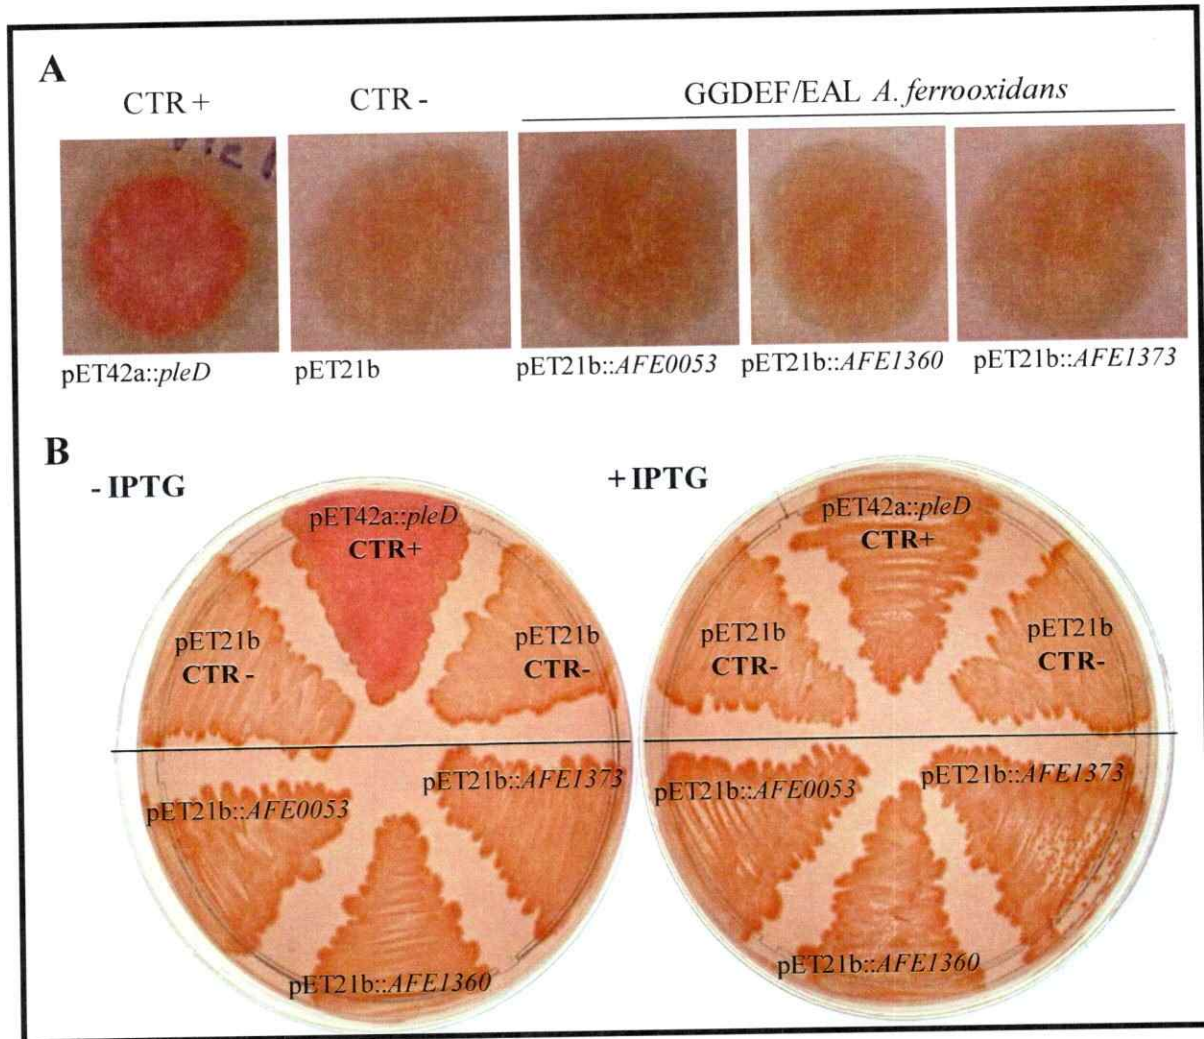 A
CTR +
CTR -
GGDEF/EAL A. ferrooxidans
pET42a::pleD
pET21b
pET21b::AFE0053
pET21b::AFE1360
pET21b::AFE1373
B
- IPTG
pET42a::pleD
CTR+
pET21b
CTR -
pET21b
CTR-
pET21b::AFE0053
pET21b::AFE1373
pET21b::AFE1360
+ IPTG
pET42a::pleD
CTR+
pET21b
CTR-
pET21b
CTR-
pET21b::AFE0053
pET21b::AFE1373
pET21b::AFE1360